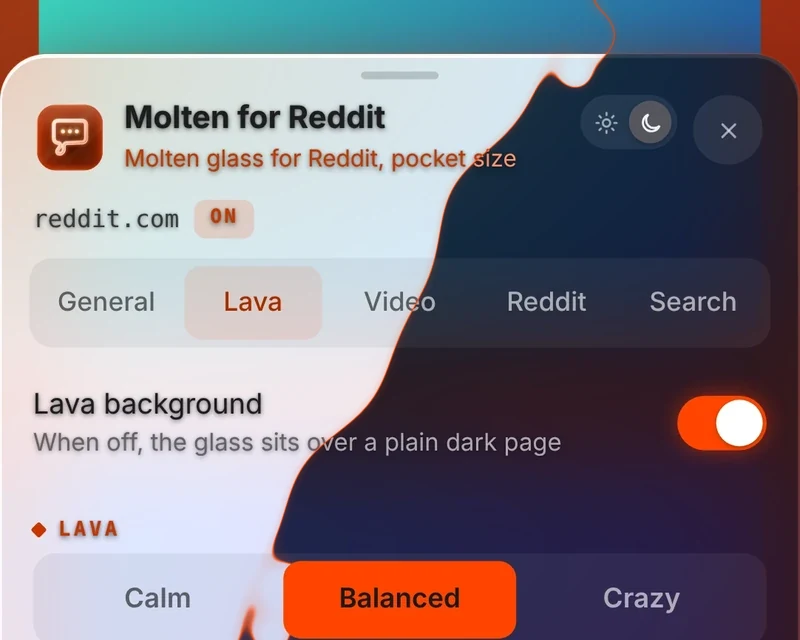 Molten for Reddit
Molten glass for Reddit, pocket size
reddit.com ON
General Lava Video Reddit Search
Lava background
When off, the glass sits over a plain dark page
LAVA
Calm Balanced Crazy